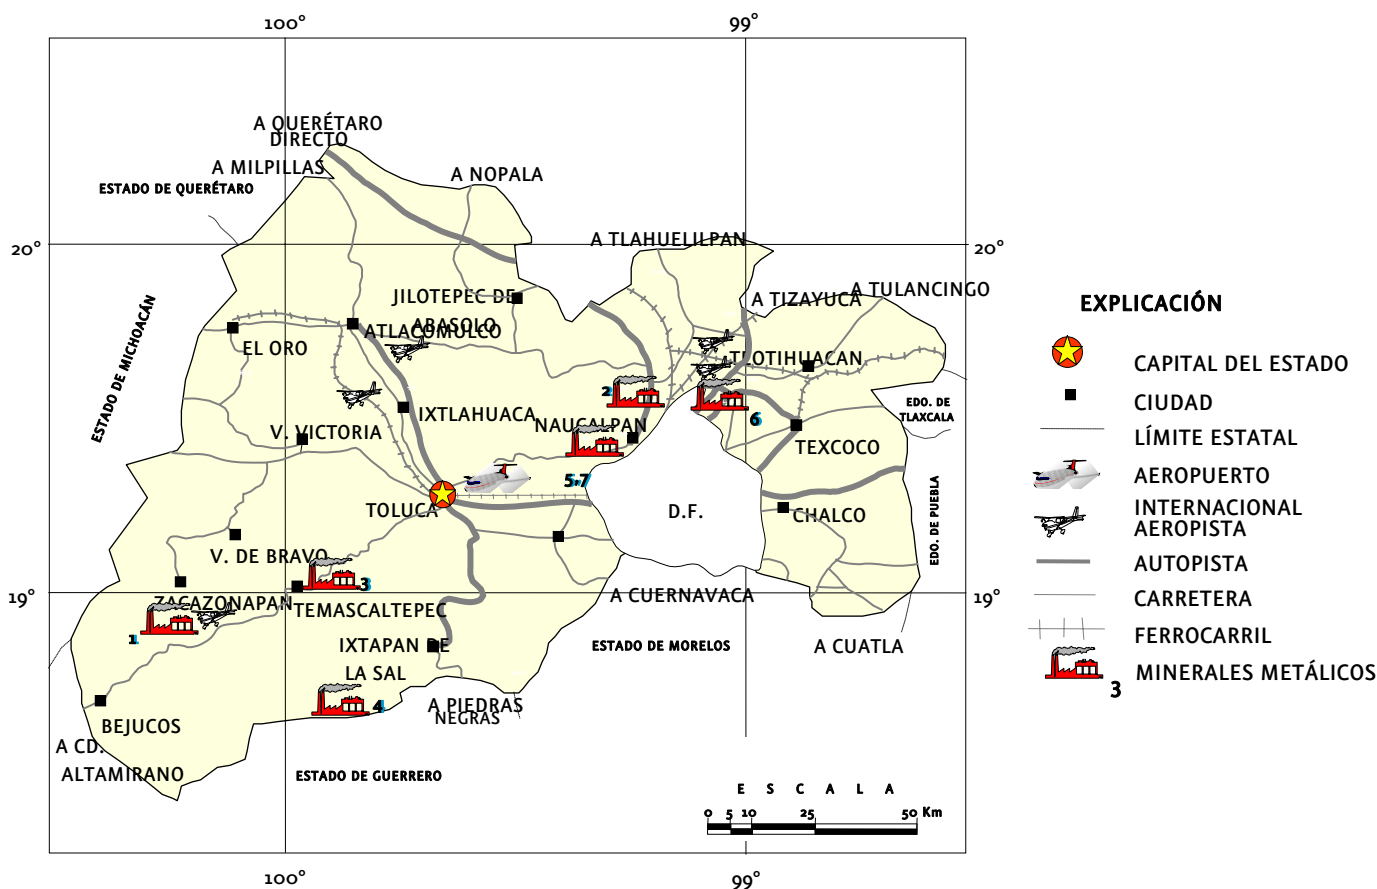 100°
99°
A QUERÉTARO
DIRECTO
A MILPILLAS
A NOPALA
ESTADO DE QUERÉTARO
20°
A TLAHUELILPAN
20°
A TULANCINGO
A TIZAYUCA
JILOTEPEC DE
ABASOLO
ATLACOMULCO
EL ORO
TEOTIHUACAN
ESTADO DE MICHOACÁN
2
IXTLAHUACA
NAUCALPAN
6
EDO. DE
TLAXCALA
V. VICTORIA
TEXCOCO
5,7
TOLUCA
D.F.
CHALCO
EDO. DE PUEBLA
V. DE BRAVO
3
19°
ZACAZONAPAN
TEMASCALTEPEC
A CUERNAVACA
19°
1
IXTAPAN DE
LA SAL
ESTADO DE MORELOS
A CUATLA
4
A PIEDRAS
NEGRAS
BEJUCOS
A CD.
ALTAMIRANO
ESTADO DE GUERRERO
ESCALA
0 5 10 25 50 Km
100°
99°
EXPLICACIÓN
CAPITAL DEL ESTADO
CIUDAD
LÍMITE ESTATAL
AEROPUERTO
INTERNACIONAL
AEROPISTA
AUTOPISTA
CARRETERA
FERROCARRIL
MINERALES METÁLICOS
3